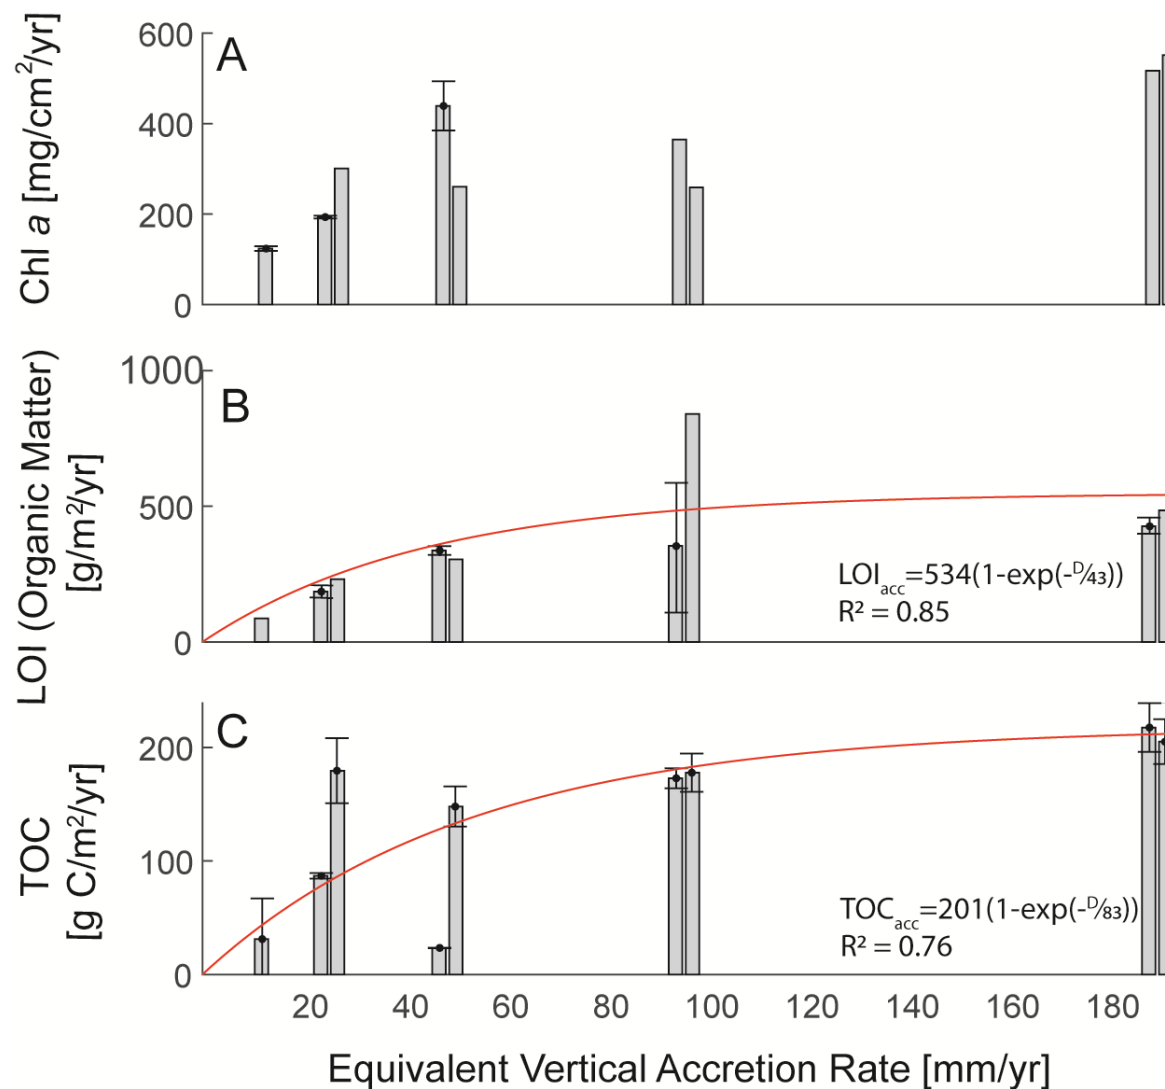 A
Chl a [mg/cm²/yr]
600
400
200
0
B
LOI (Organic Matter)
[g/m²/yr]
1000
500
0
LOIacc=534(1-exp(-D/43))
R² = 0.85
C
TOC
[g C/m²/yr]
200
100
0
TOCacc=201(1-exp(-D/83))
R² = 0.76
20 40 60 80 100 120 140 160 180
Equivalent Vertical Accretion Rate [mm/yr]